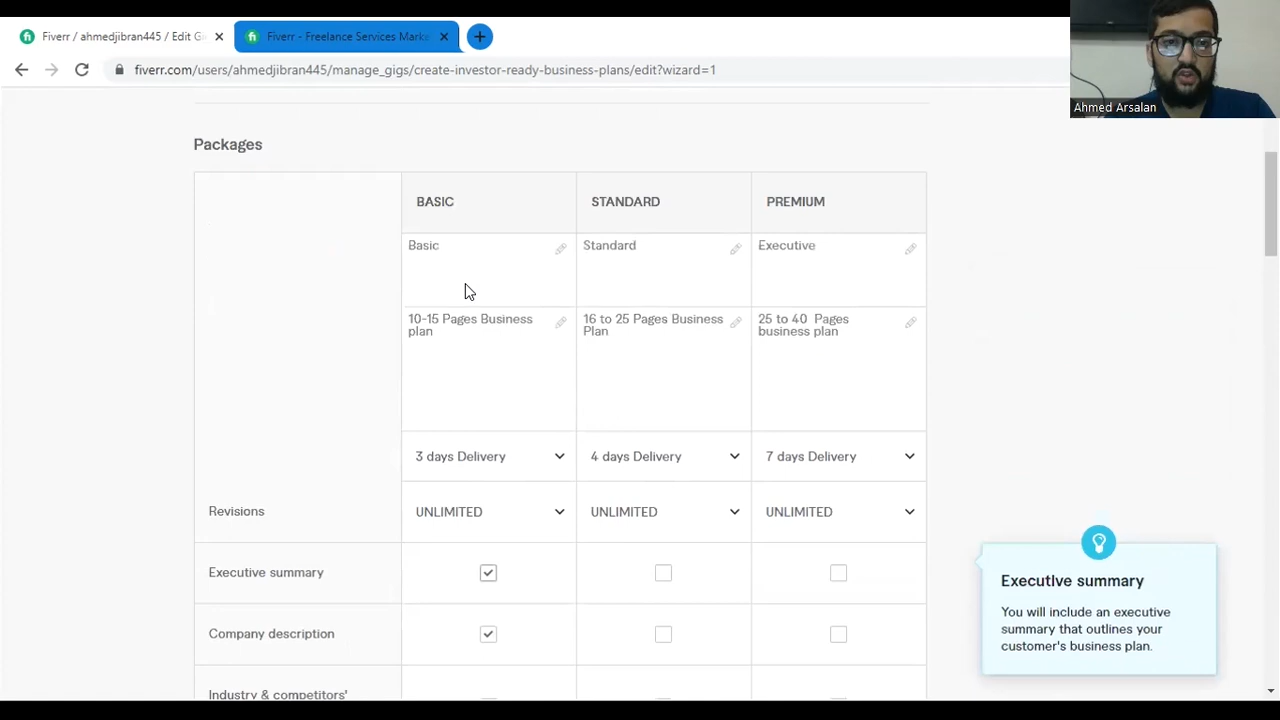 Fiverr / ahmedjibran445 / Edit G
Fiverr - Freelance Services Mark
fiverr.com/users/ahmedjibran445/manage_gigs/create-investor-ready-business-plans/edit?wizard=1
Ahmed Arsalan
Packages
BASIC
STANDARD
PREMIUM
Basic
Standard
Executive
10-15 Pages Business
plan
16 to 25 Pages Business
Plan
25 to 40 Pages
business plan
3 days Delivery
4 days Delivery
7 days Delivery
Revisions
UNLIMITED
UNLIMITED
UNLIMITED
Executive summary
Company description
Industry & competitors'
Executive summary
You will include an executive
summary that outlines your
customer's business plan.